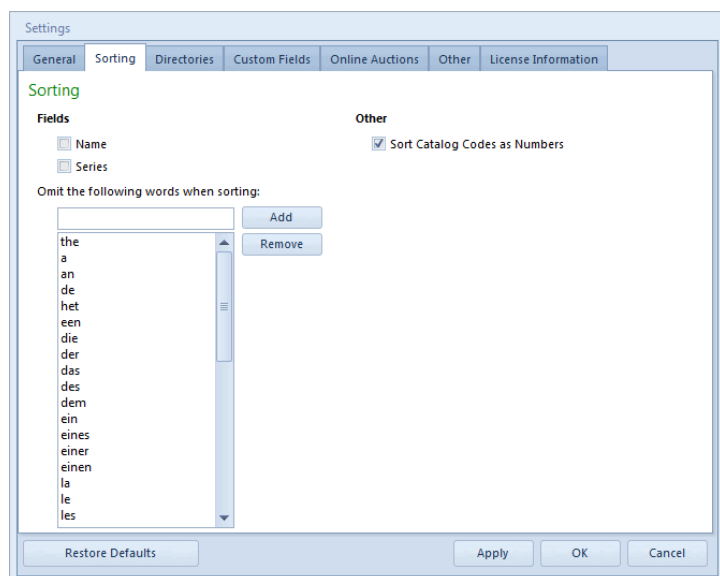 Settings
General Sorting Directories Custom Fields Online Auctions Other License Information
Sorting
Fields Other
Name Sort Catalog Codes as Numbers
Series
Omit the following words when sorting:
Add
the Remove
a
an
de
het
een
die
der
das
des
dem
ein
eines
einer
einen
la
le
les
Restore Defaults Apply OK Cancel